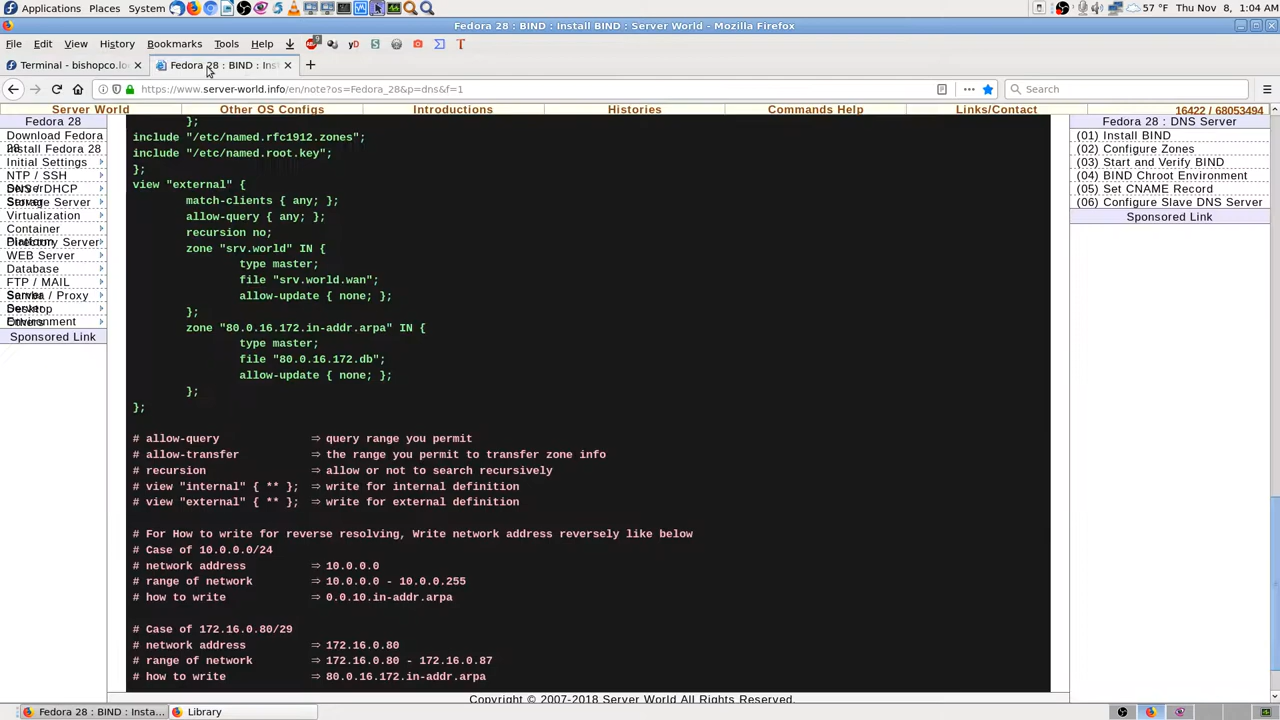 Applications Places System 57 °F Thu Nov 8, 1:04 AM
Fedora 28 : BIND : Install BIND : Server World - Mozilla Firefox
File Edit View History Bookmarks Tools Help
Terminal - bishopco.lo
Fedora 28 : BIND : Inst
https://www.server-world.info/en/note?os=Fedora_28&p=dns&f=1
Search
Server World Other OS Configs Introductions Histories Commands Help Links/Contact 16422 / 68053494
Fedora 28
Download Fedora 28
Install Fedora 28
Initial Settings
NTP / SSH Server
DNS / DHCP Server
Storage Server
Virtualization
Container Platform
Directory Server
WEB Server
Database
FTP / MAIL Server
Samba / Proxy Server
Desktop Environment
Others
Sponsored Link
};
include "/etc/named.rfc1912.zones";
include "/etc/named.root.key";
};
view "external" {
match-clients { any; };
allow-query { any; };
recursion no;
zone "srv.world" IN {
type master;
file "srv.world.wan";
allow-update { none; };
};
zone "80.0.16.172.in-addr.arpa" IN {
type master;
file "80.0.16.172.db";
allow-update { none; };
};
};
# allow-query ⇒ query range you permit
# allow-transfer ⇒ the range you permit to transfer zone info
# recursion ⇒ allow or not to search recursively
# view "internal" { ** }; ⇒ write for internal definition
# view "external" { ** }; ⇒ write for external definition
# For How to write for reverse resolving, Write network address reversely like below
# Case of 10.0.0.0/24
# network address ⇒ 10.0.0.0
# range of network ⇒ 10.0.0.0 - 10.0.0.255
# how to write ⇒ 0.0.10.in-addr.arpa
# Case of 172.16.0.80/29
# network address ⇒ 172.16.0.80
# range of network ⇒ 172.16.0.80 - 172.16.0.87
# how to write ⇒ 80.0.16.172.in-addr.arpa
Fedora 28 : DNS Server
(01) Install BIND
(02) Configure Zones
(03) Start and Verify BIND
(04) BIND Chroot Environment
(05) Set CNAME Record
(06) Configure Slave DNS Server
Sponsored Link
Copyright © 2007-2018 Server World All Rights Reserved.
Fedora 28 : BIND : Insta...
Library